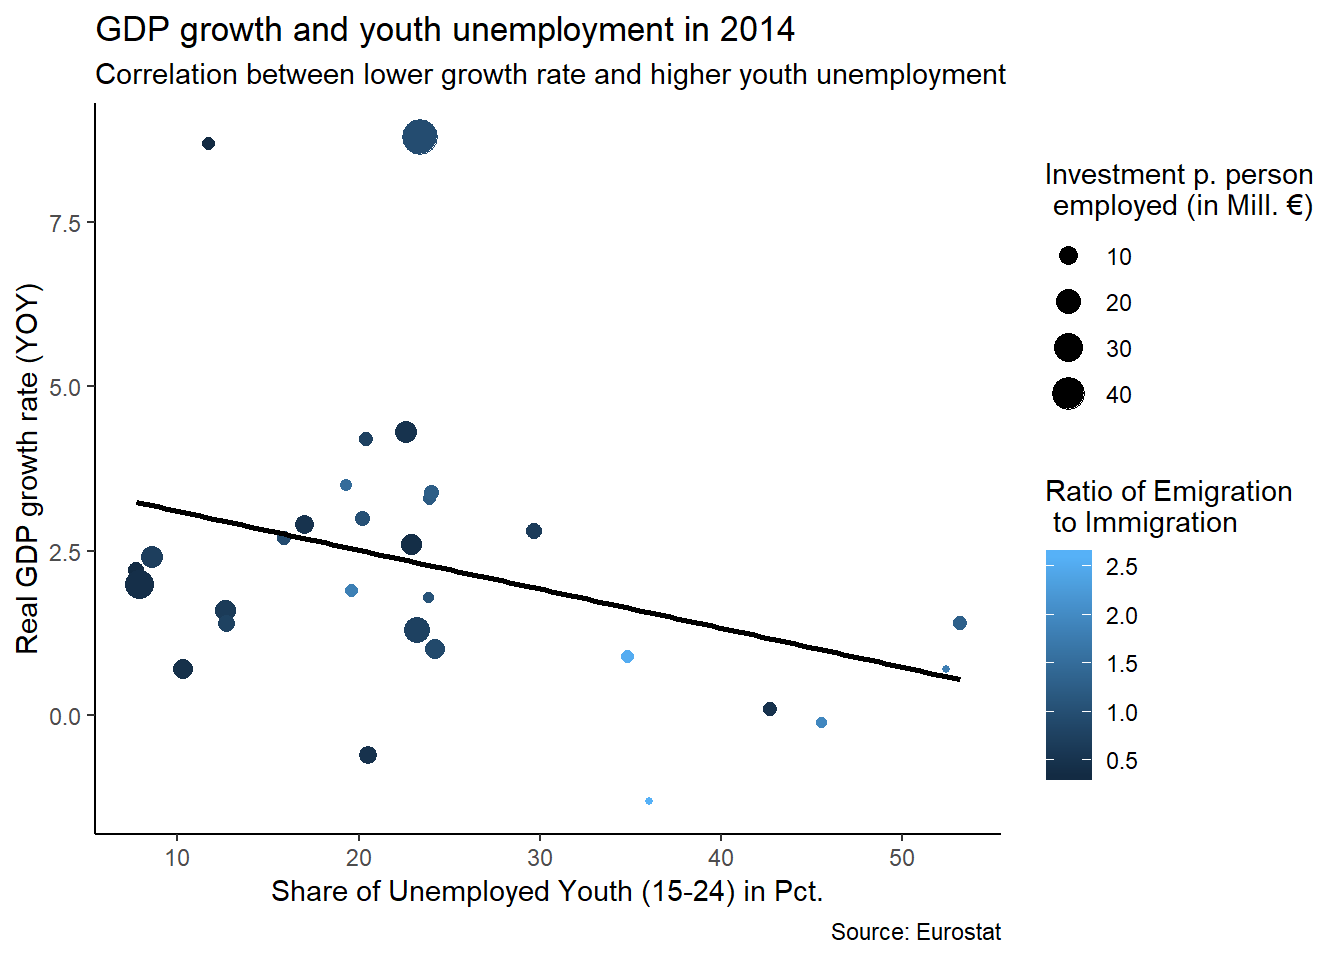 GDP growth and youth unemployment in 2014
Correlation between lower growth rate and higher youth unemployment
Real GDP growth rate (YOY)
7.5
5.0
2.5
0.0
10 20 30 40 50
Share of Unemployed Youth (15-24) in Pct.
Source: Eurostat
Investment p. person
employed (in Mill. €)
10
20
30
40
Ratio of Emigration
to Immigration
2.5
2.0
1.5
1.0
0.5